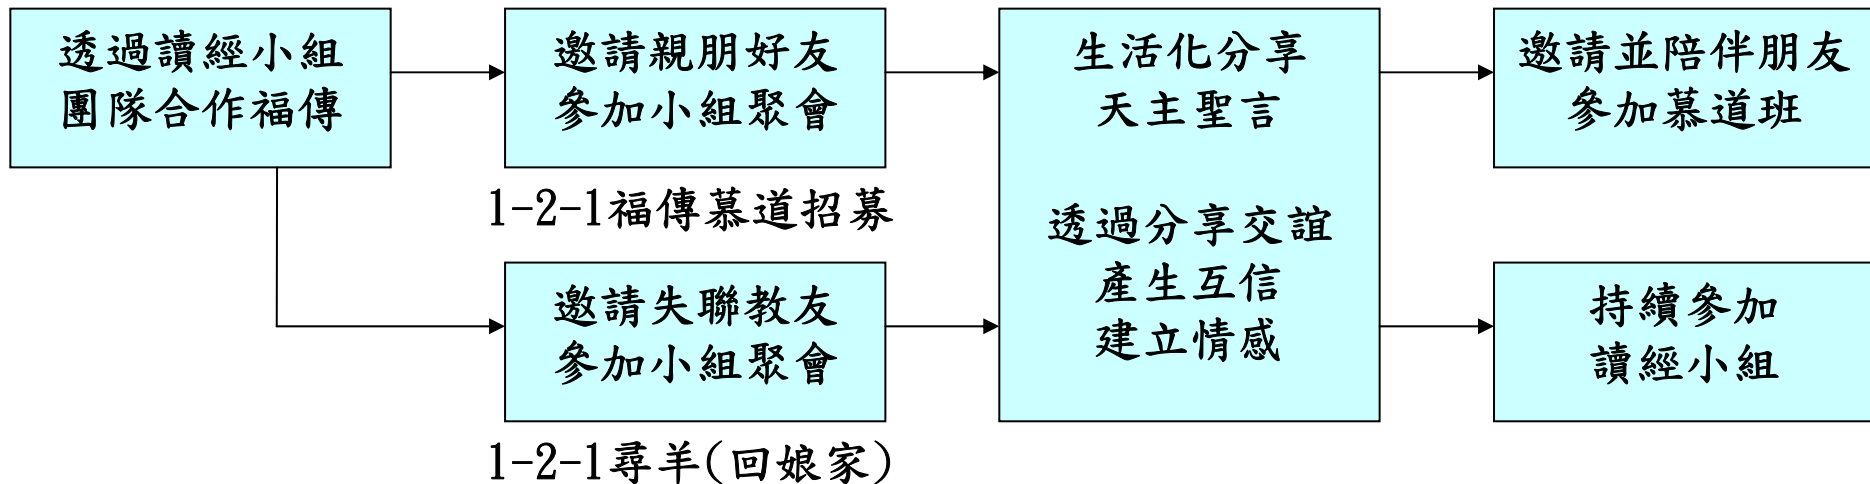 透過讀經小組
團隊合作福傳
邀請親朋好友
參加小組聚會
1-2-1福傳慕道招募
邀請失聯教友
參加小組聚會
1-2-1尋羊(回娘家)
生活化分享
天主聖言
透過分享交誼
產生互信
建立情感
邀請並陪伴朋友
參加慕道班
持續參加
讀經小組